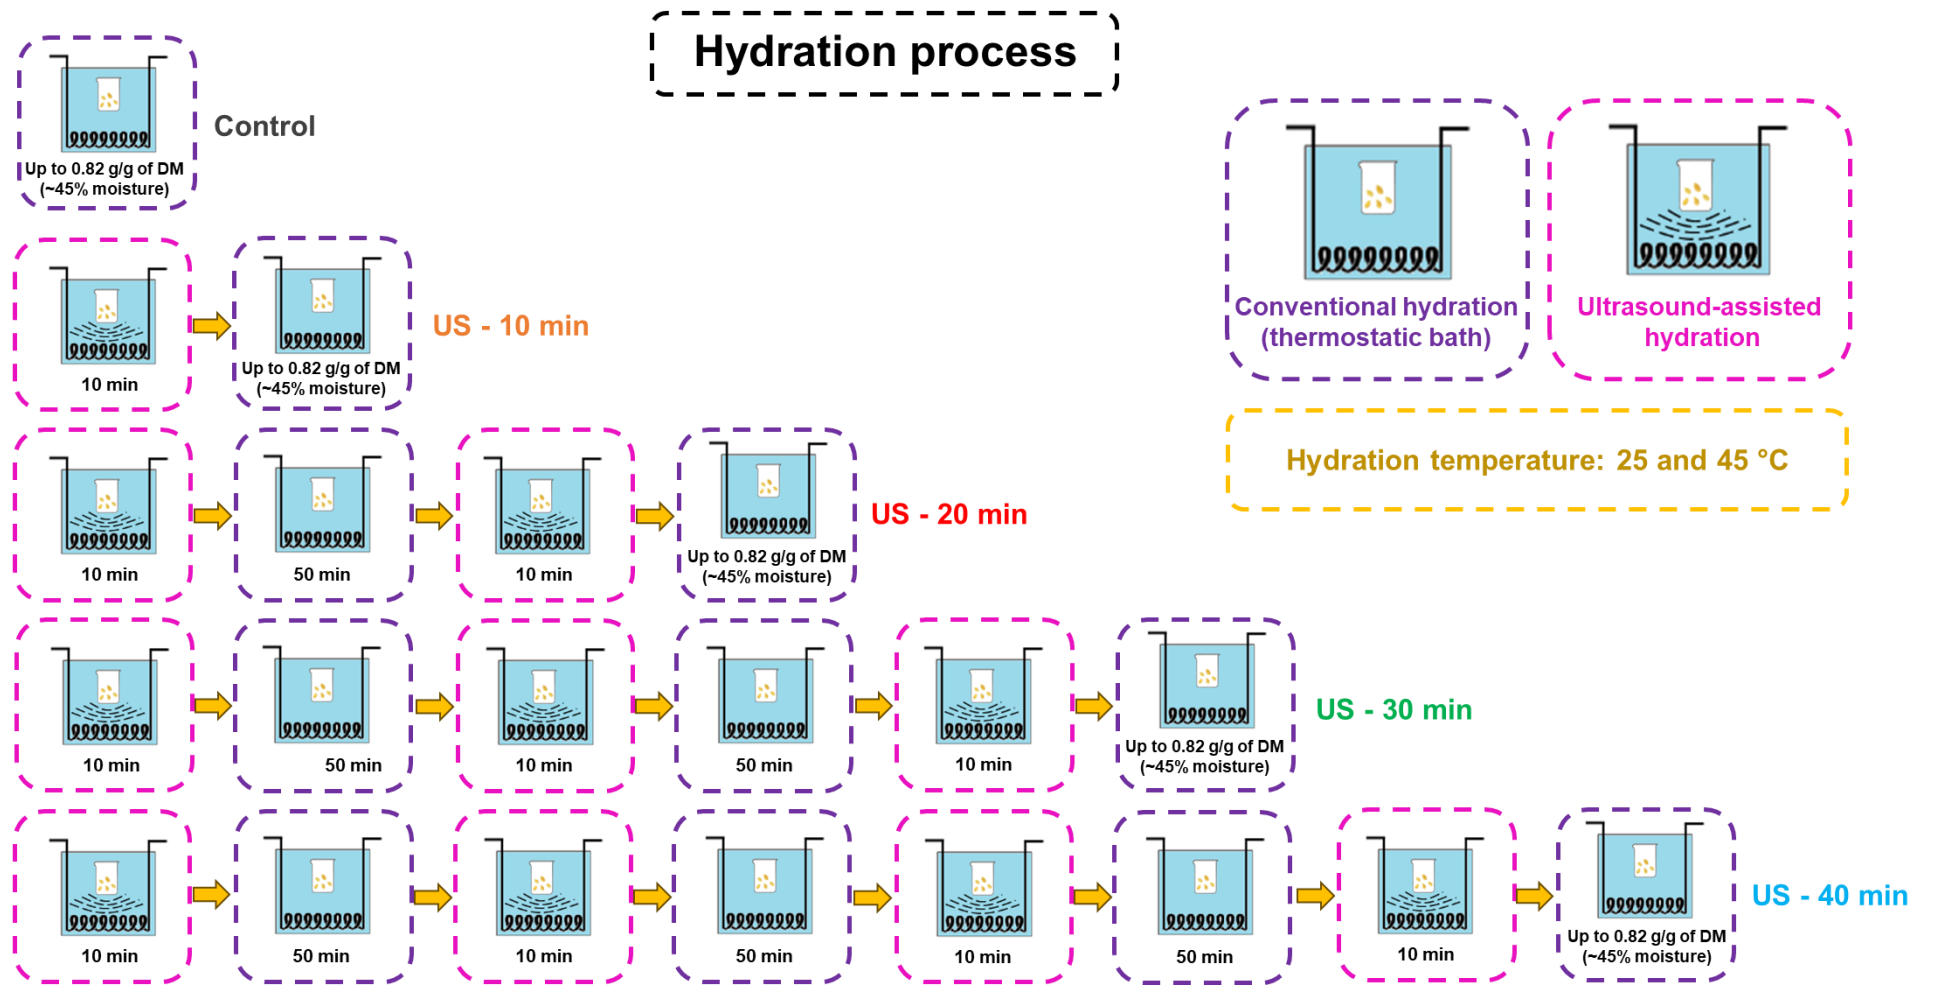 Hydration process
Control
Up to 0.82 g/g of DM
(~45% moisture)
Conventional hydration
(thermostatic bath)
Ultrasound-assisted
hydration
Hydration temperature: 25 and 45 °C
10 min
Up to 0.82 g/g of DM
(~45% moisture)
US - 10 min
10 min
50 min
10 min
Up to 0.82 g/g of DM
(~45% moisture)
US - 20 min
10 min
50 min
10 min
50 min
10 min
Up to 0.82 g/g of DM
(~45% moisture)
US - 30 min
10 min
50 min
10 min
50 min
10 min
50 min
10 min
Up to 0.82 g/g of DM
(~45% moisture)
US - 40 min